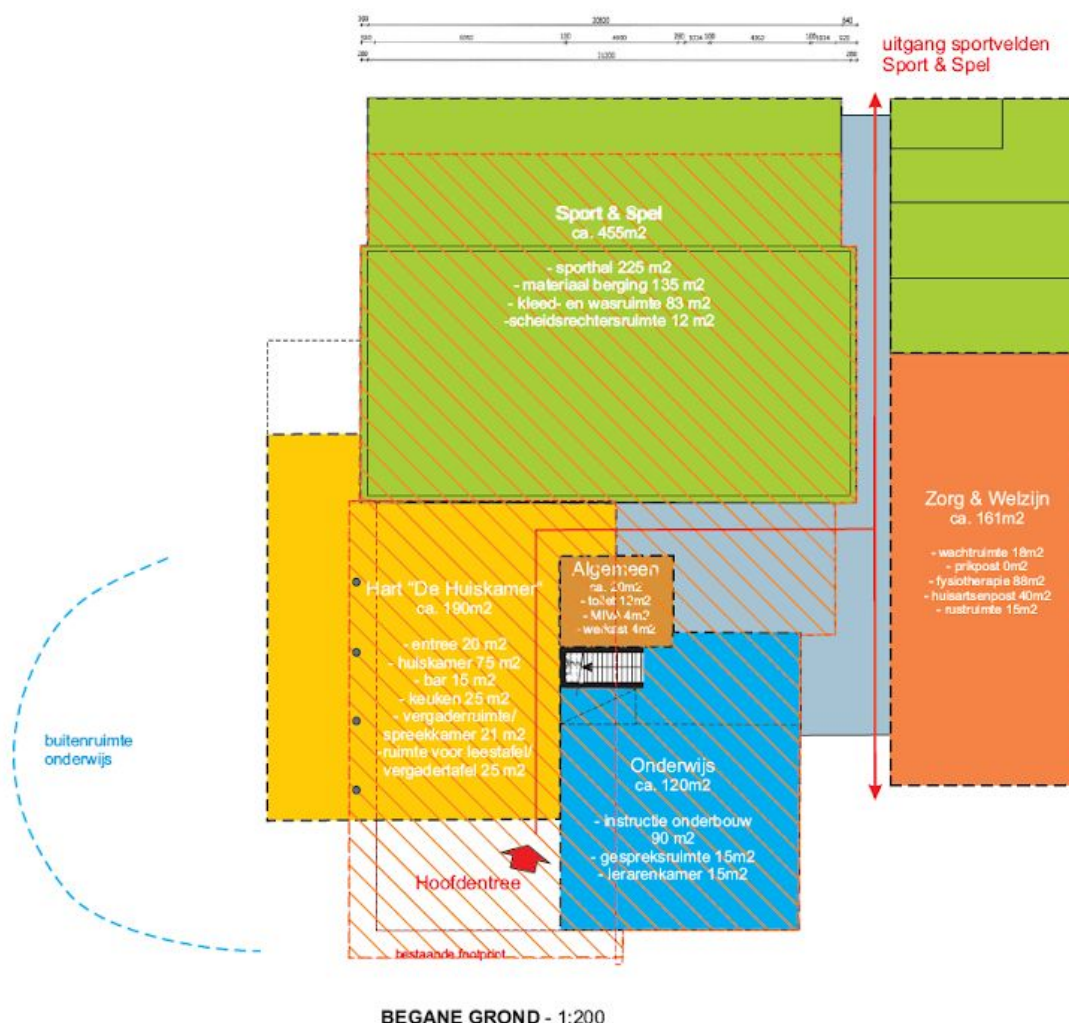 uitgang sportvelden
Sport & Spel
Sport & Spel
ca. 455m2
- sporthal 225 m2
- materiaal berging 135 m2
- kleed- en wasruimte 83 m2
-scheidsrechtersruimte 12 m2
Zorg & Welzijn
ca. 161m2
- wachtruimte 18m2
- prikpost 0m2
- fysiotherapie 88m2
- huisartsenpost 40m2
- rustruimte 15m2
Algemeen
ca. 20m2
- toilet 12m2
- MIVA 4m2
- werkkast 4m2
Hart "De Huiskamer"
ca. 190m2
- entree 20 m2
- huiskamer 75 m2
- bar 15 m2
- keuken 25 m2
- vergaderruimte/
spreekkamer 21 m2
-ruimte voor leestafel/
vergadertafel 25 m2
buitenruimte
onderwijs
Onderwijs
ca. 120m2
- instructie onderbouw
90 m2
- gespreksruimte 15m2
- lerarenkamer 15m2
Hoofdentree
bestaande footprint
BEGANE GROND - 1:200